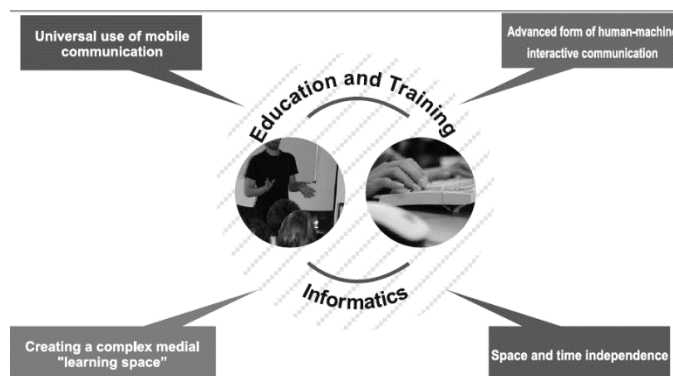 Universal use of mobile
communication
Advanced form of human-machine
interactive communication
Education and Training
Informatics
Creating a complex medial
"learning space"
Space and time independence